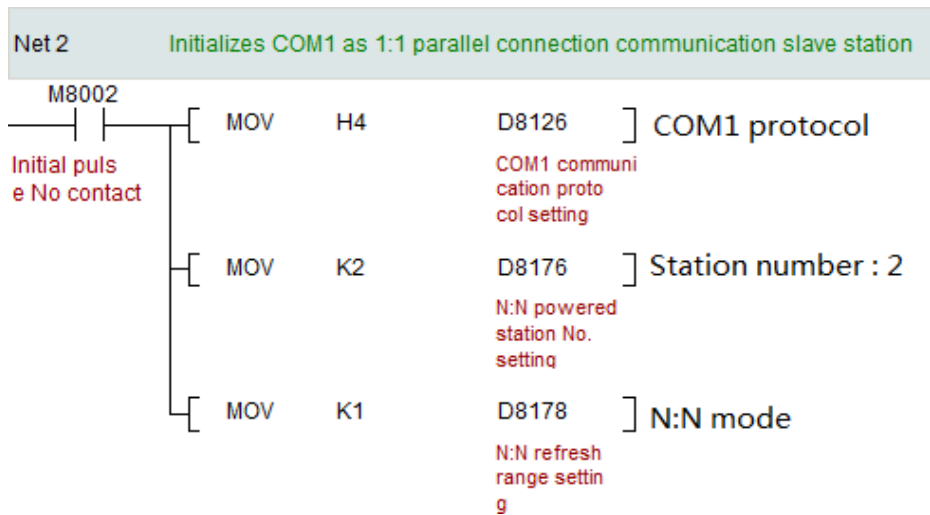 Net 2 Initializes COM1 as 1:1 parallel connection communication slave station
M8002
MOV H4 D8126 COM1 protocol
Initial puls
e No contact
COM1 communi
cation proto
col setting
MOV K2 D8176 Station number : 2
N:N powered
station No.
setting
MOV K1 D8178 N:N mode
N:N refresh
range settin
g